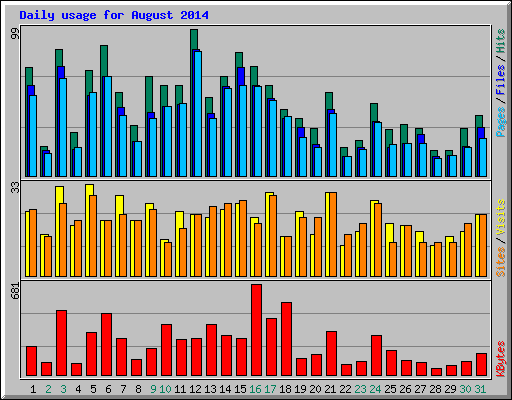 Daily usage for August 2014
99
Pages / Files / Hits
33
Sites / Visits
681
KBytes
1 2 3 4 5 6 7 8 9 10 11 12 13 14 15 16 17 18 19 20 21 22 23 24 25 26 27 28 29 30 31